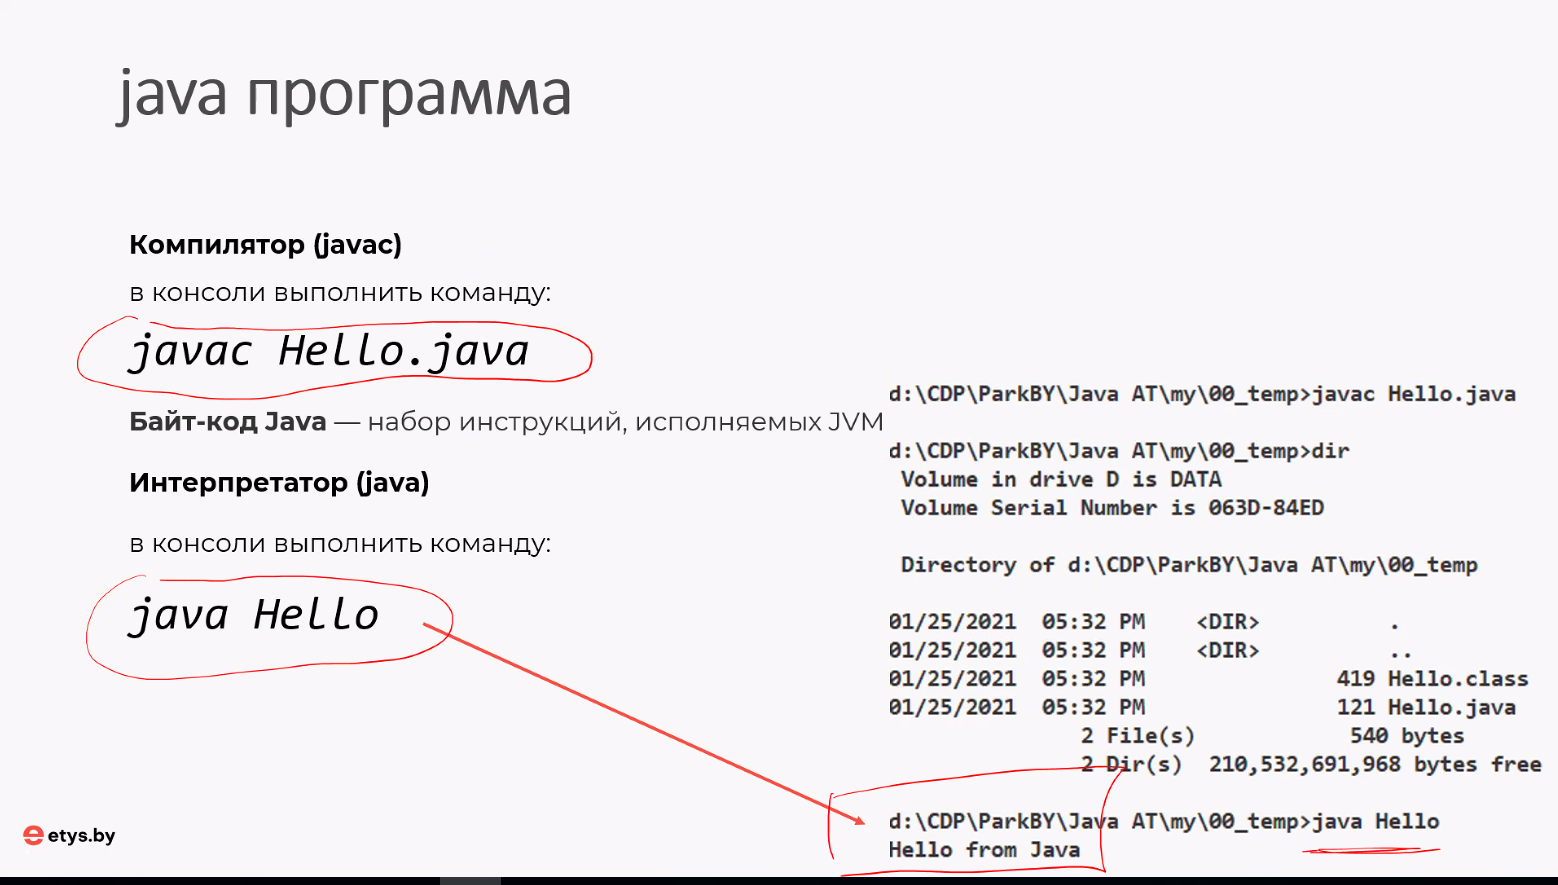 java программа
Компилятор (javac)
в консоли выполнить команду:
javac Hello.java
Байт-код Java — набор инструкций, исполняемых JVM
Интерпретатор (java)
в консоли выполнить команду:
java Hello
d:\CDP\ParkBY\Java AT\my\00_temp>javac Hello.java
d:\CDP\ParkBY\Java AT\my\00_temp>dir
Volume in drive D is DATA
Volume Serial Number is 063D-84ED
Directory of d:\CDP\ParkBY\Java AT\my\00_temp
01/25/2021 05:32 PM <DIR> .
01/25/2021 05:32 PM <DIR> ..
01/25/2021 05:32 PM 419 Hello.class
01/25/2021 05:32 PM 121 Hello.java
2 File(s) 540 bytes
2 Dir(s) 210,532,691,968 bytes free
d:\CDP\ParkBY\Java AT\my\00_temp>java Hello
Hello from Java
etys.by